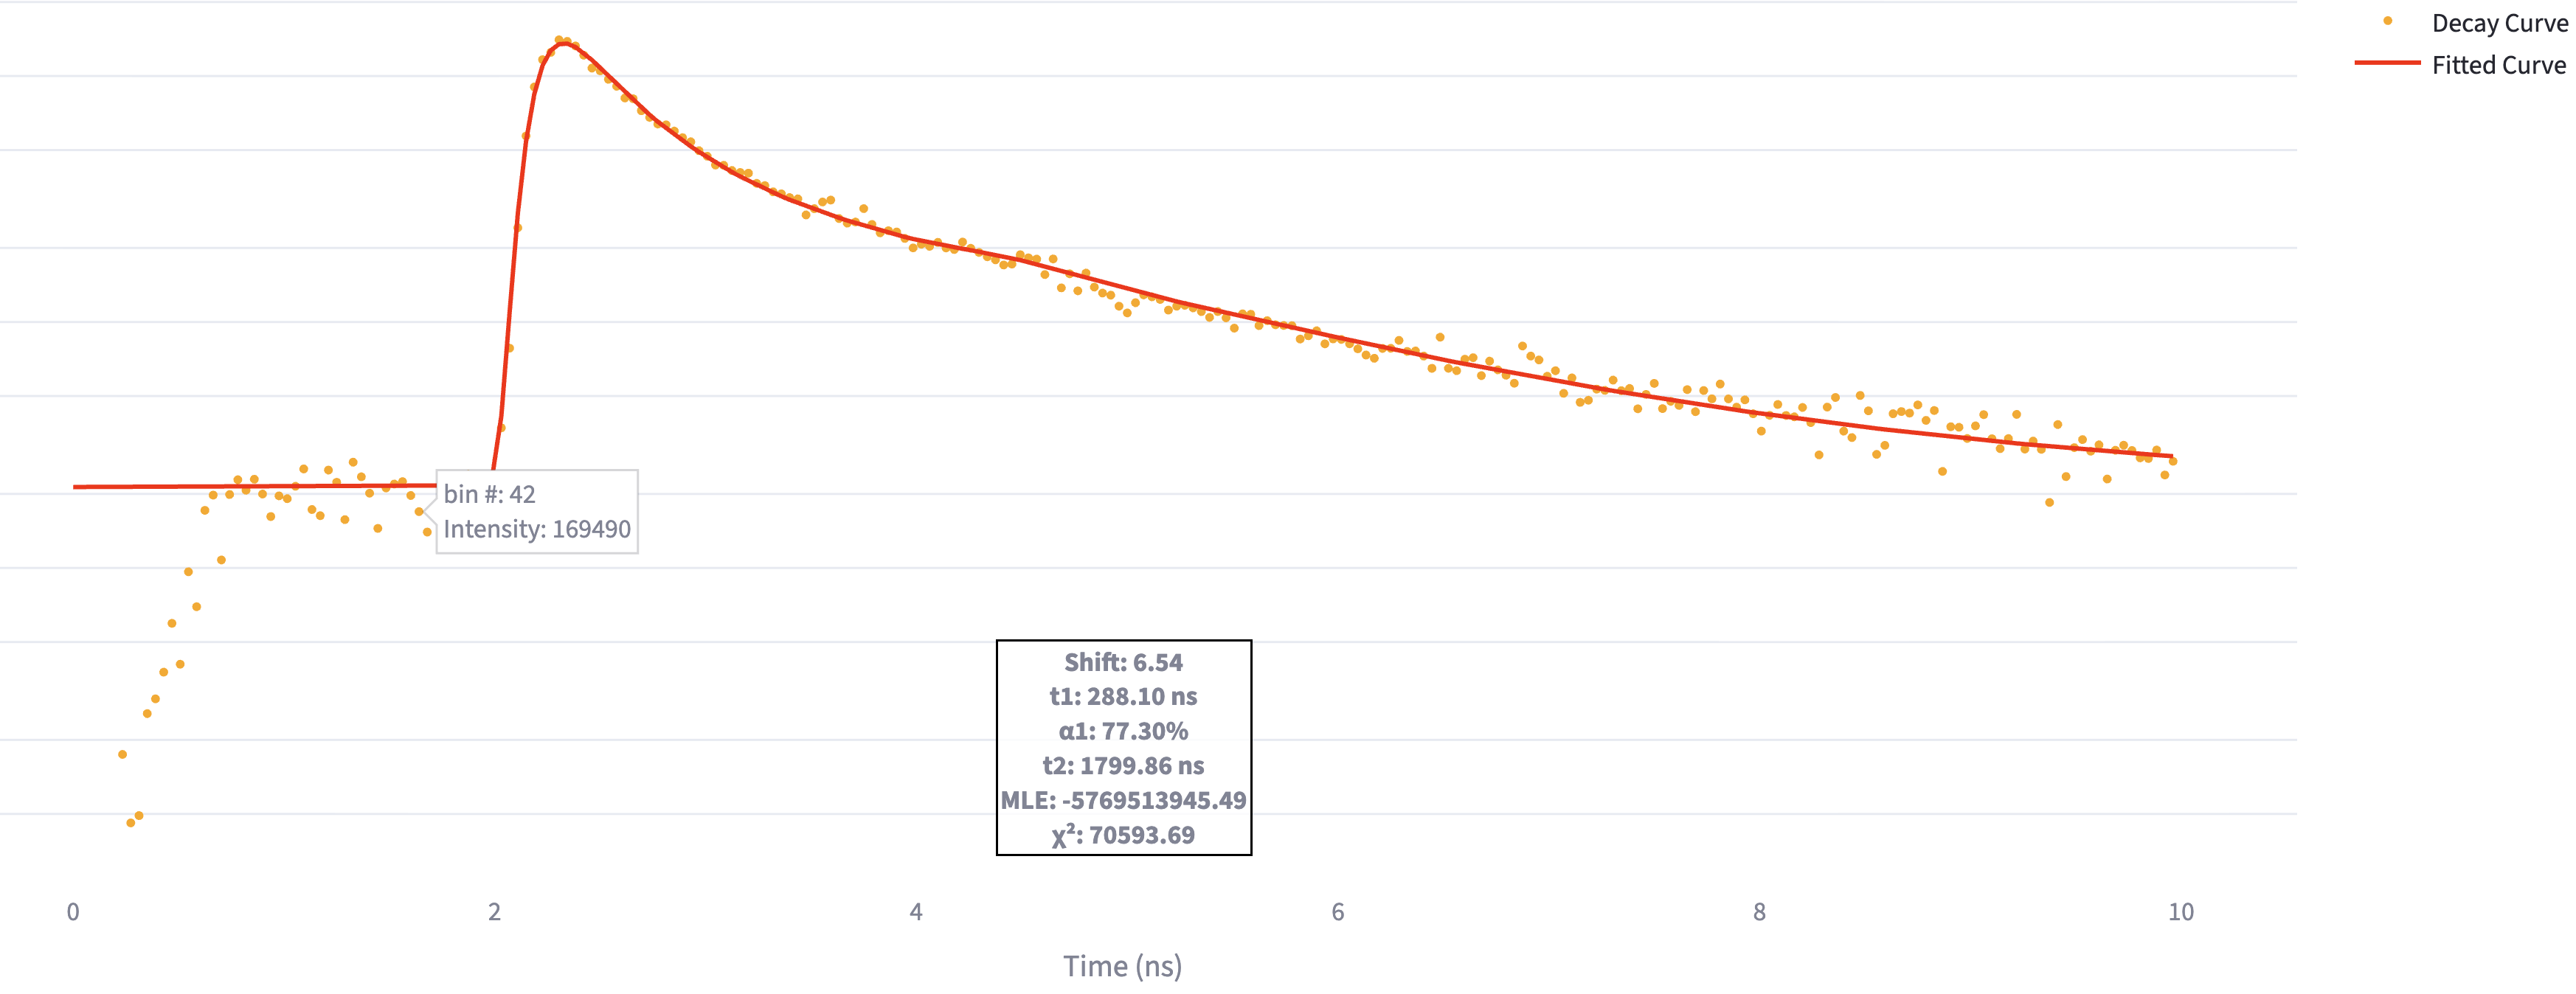 Decay Curve
Fitted Curve
bin #: 42
Intensity: 169490
Shift: 6.54
t1: 288.10 ns
α1: 77.30%
t2: 1799.86 ns
MLE: -5769513945.49
χ²: 70593.69
0 2 4 6 8 10
Time (ns)